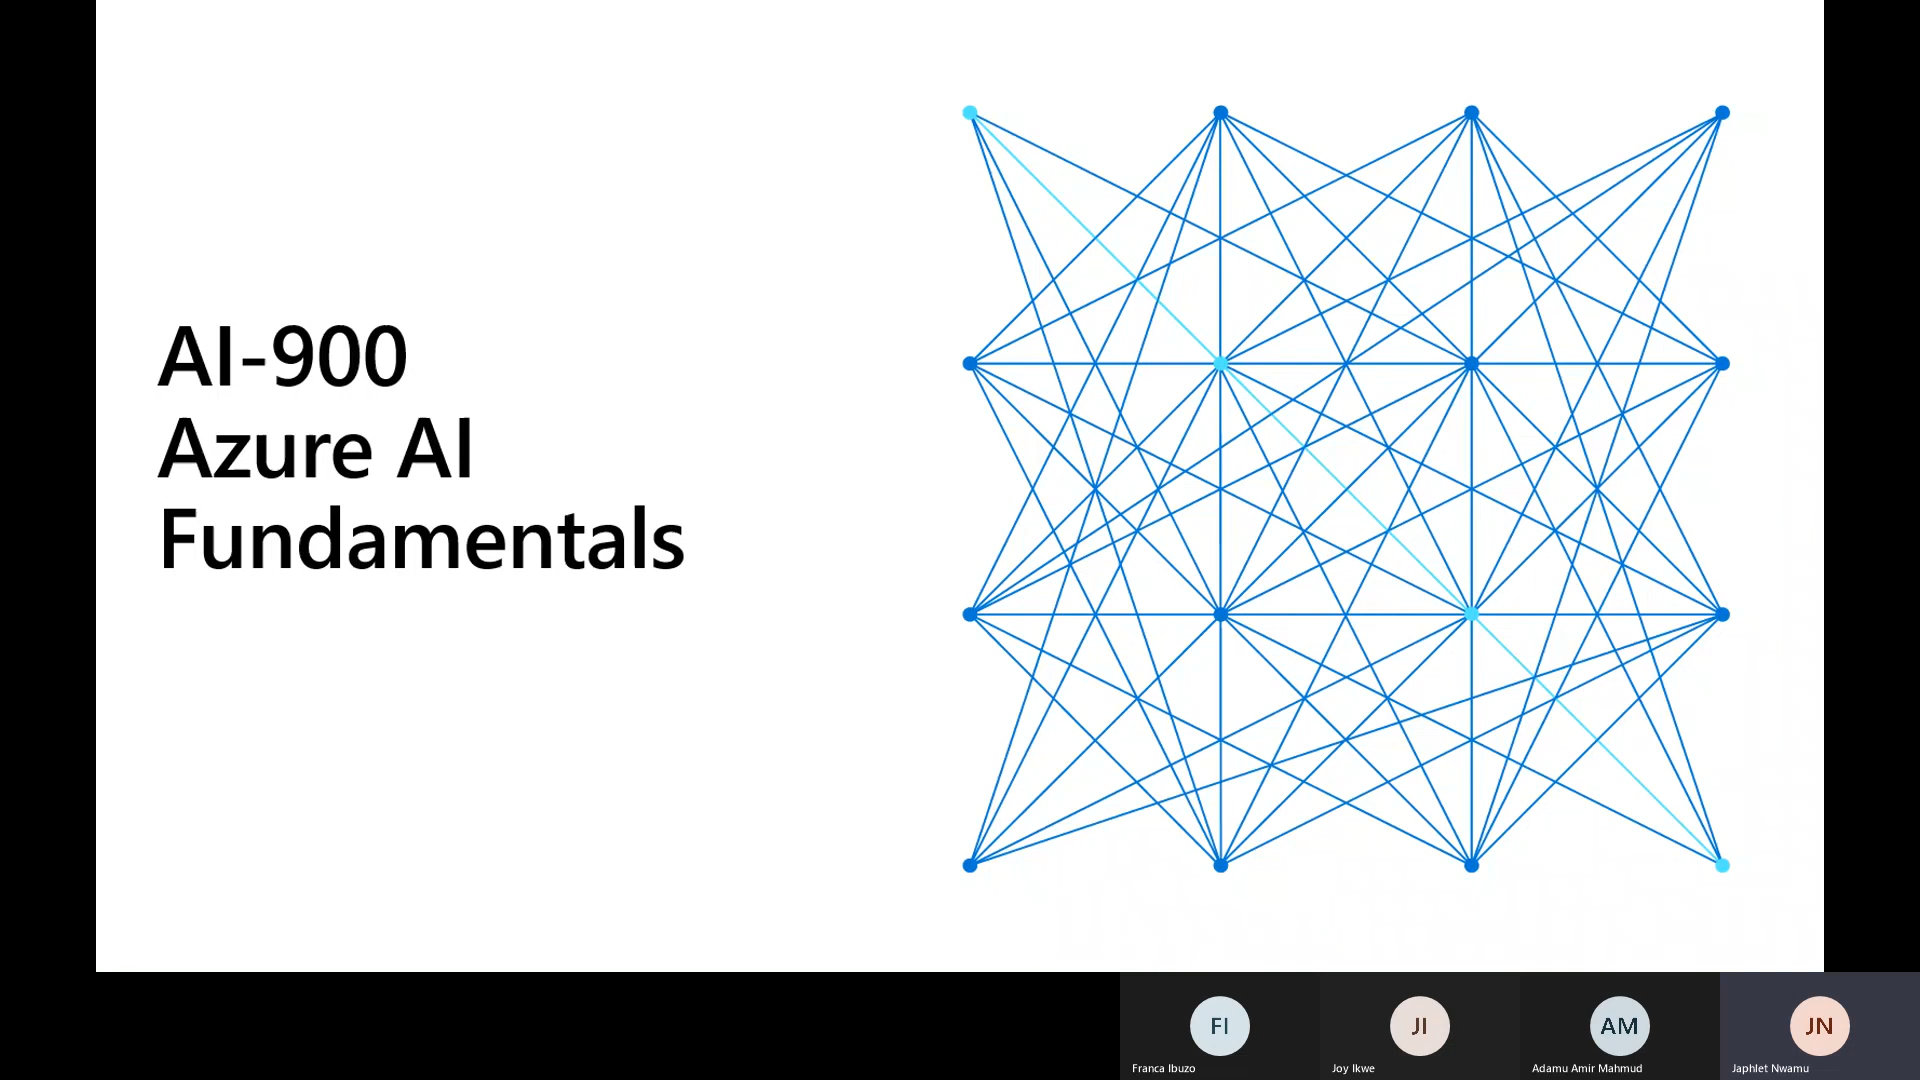 AI-900
Azure AI
Fundamentals
FI
JI
AM
JN
Franca Ibuzo
Joy Ikwe
Adamu Amir Mahmud
Japhlet Nwamu